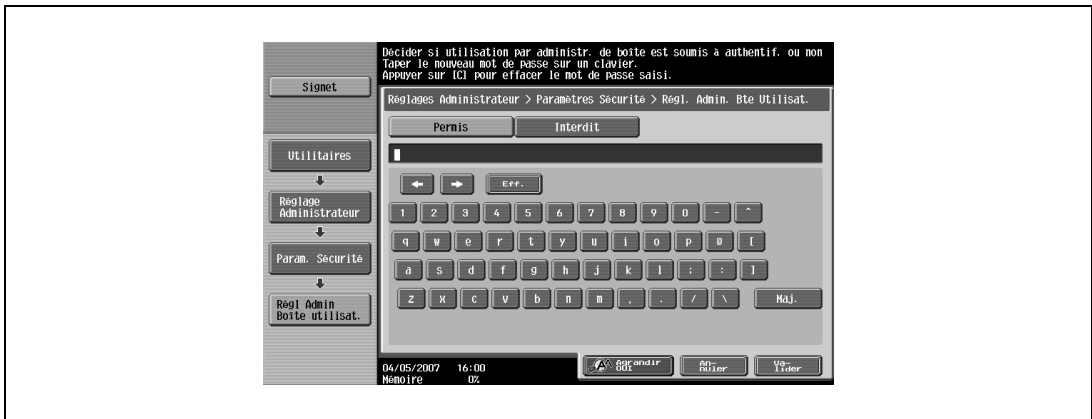 Décider si utilisation par administr. de boîte est soumis à authentif. ou non
Taper le nouveau mot de passe sur un clavier.
Appuyer sur [C] pour effacer le mot de passe saisi.
Signet
Réglages Administrateur > Paramètres Sécurité > Régl. Admin. Bte Utilisat.
Permis Interdit
Utilitaires
Réglage
Administrateur
Param. Sécurité
Régl Admin
Boîte utilisat.
Eff.
1 2 3 4 5 6 7 8 9 0 - ^
q w e r t y u i o p @ [
a s d f g h j k l ; : ]
z x c v b n m , . / \ Maj.
04/05/2007 16:00
Mémoire 0%
Agrandir
An-
nuler
Va-
lider